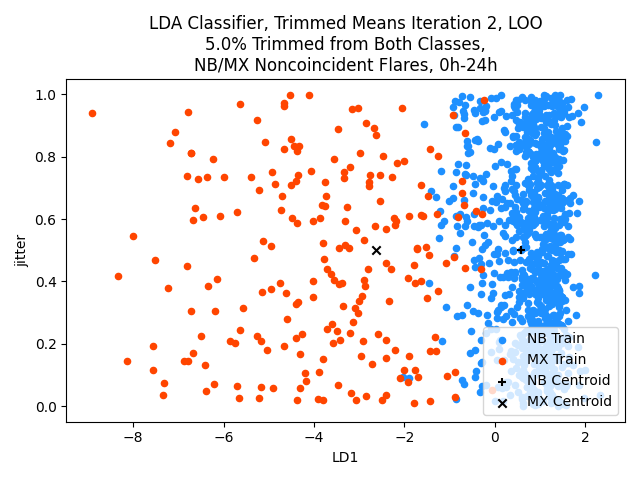 LDA Classifier, Trimmed Means Iteration 2, LOO
5.0% Trimmed from Both Classes,
NB/MX Noncoincident Flares, 0h-24h
1.0
0.8
0.6
0.4
0.2
0.0
jitter
−8
−6
−4
−2
0
2
LD1
NB Train
MX Train
NB Centroid
MX Centroid